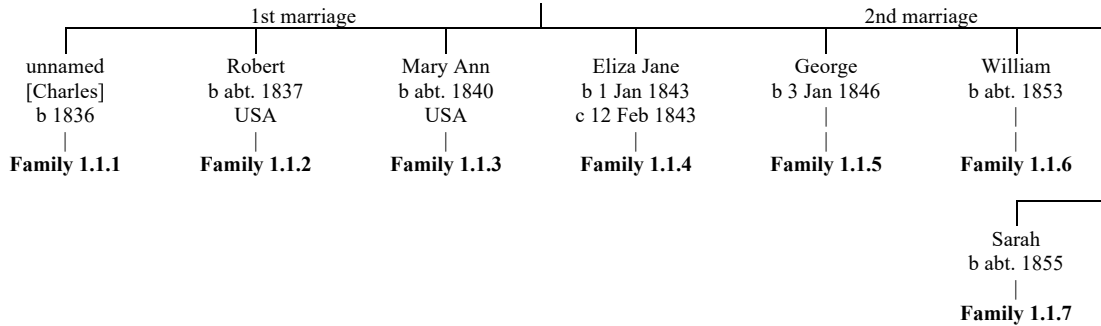 1st marriage 2nd marriage
unnamed Robert Mary Ann Eliza Jane George William
[Charles] b abt. 1837 b abt. 1840 b 1 Jan 1843 b 3 Jan 1846 b abt. 1853
b 1836 USA USA c 12 Feb 1843 | |
| | | | | |
Family 1.1.1 Family 1.1.2 Family 1.1.3 Family 1.1.4 Family 1.1.5 Family 1.1.6
Sarah
b abt. 1855
|
Family 1.1.7